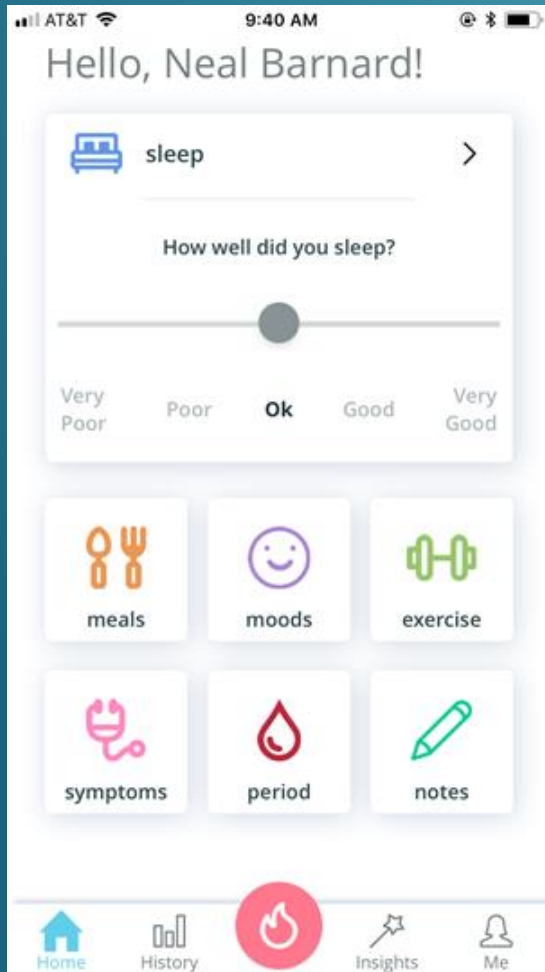 AT&T 9:40 AM
Hello, Neal Barnard!
sleep
How well did you sleep?
Very Poor Poor Ok Good Very Good
meals moods exercise
symptoms period notes
Home History Insights Me